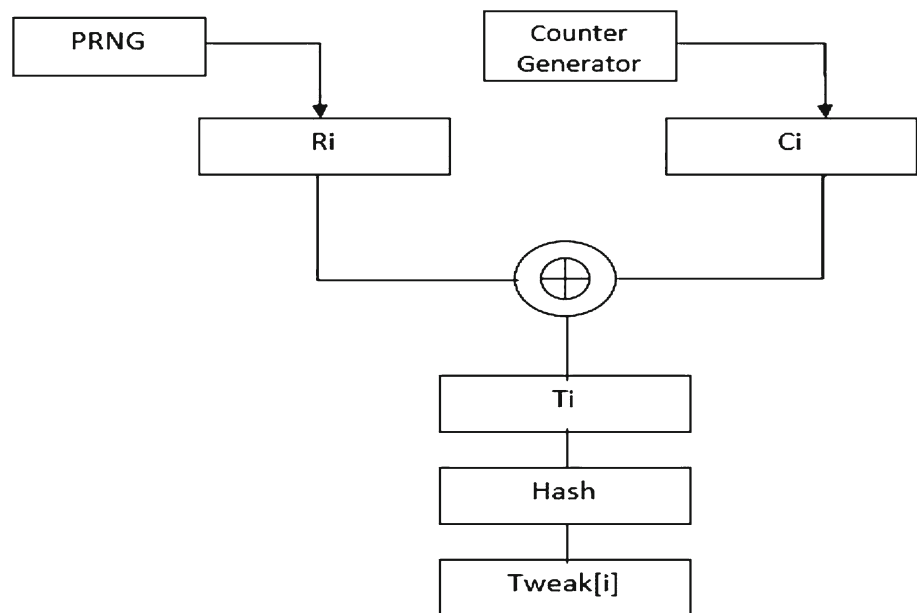 PRNG
Counter
Generator
Ri
Ci
Ti
Hash
Tweak[i]